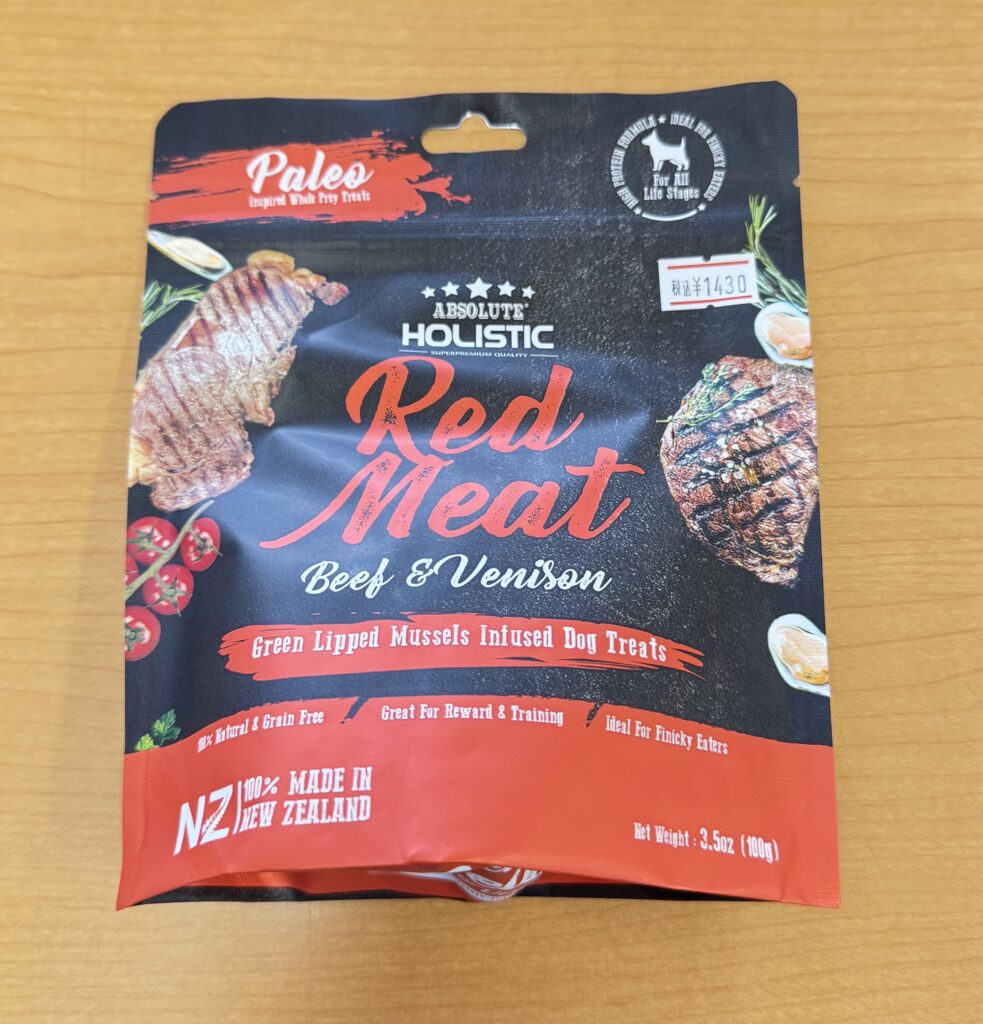 Paleo
Inspired Whole Prey Treats
HIGH PROTEIN FORMULA ★ IDEAL FOR FINICKY EATERS
For All
Life Stages
税込¥1430
ABSOLUTE®
HOLISTIC
SUPERPREMIUM QUALITY
Red
Meat
Beef & Venison
Green Lipped Mussels Infused Dog Treats
100% Natural & Grain Free
Great For Reward & Training
Ideal For Finicky Eaters
NZ 100% MADE IN
NEW ZEALAND
Net Weight : 3.5oz (100g)